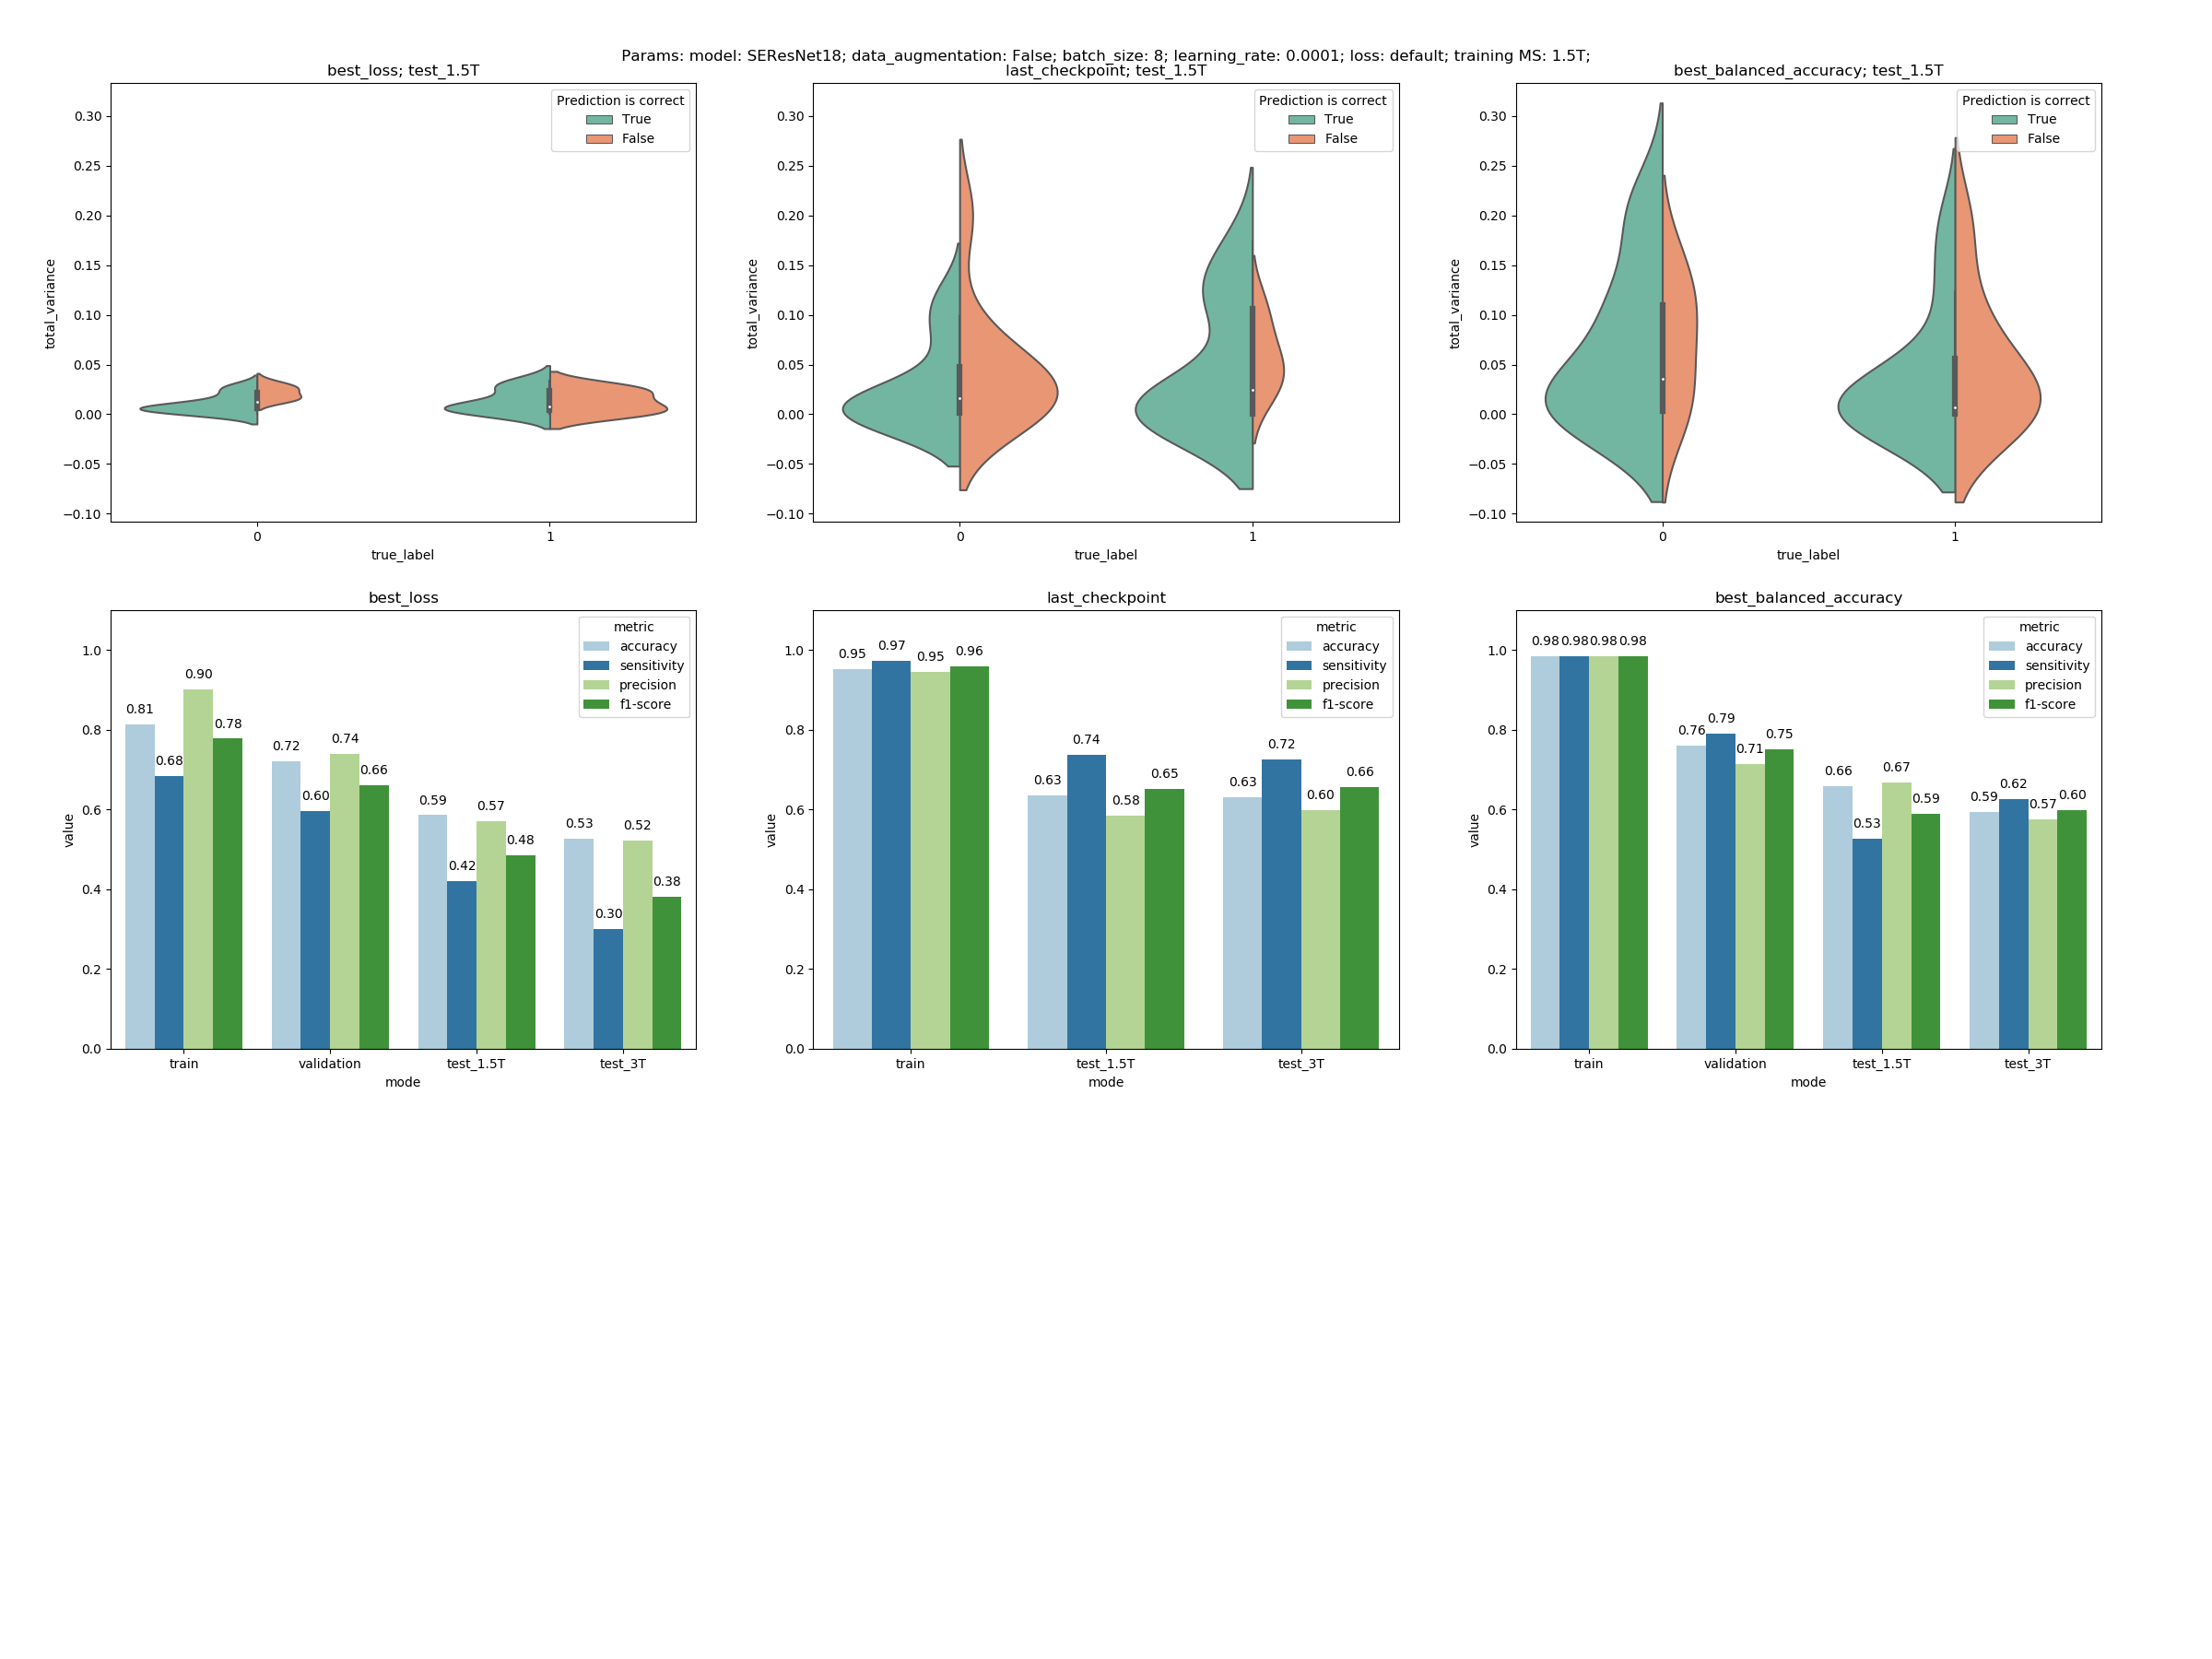 Params: model: SEResNet18; data_augmentation: False; batch_size: 8; learning_rate: 0.0001; loss: default; training MS: 1.5T;
best_loss; test_1.5T
Prediction is correct
True
False
0.30
0.25
0.20
0.15
0.10
0.05
0.00
−0.05
−0.10
total_variance
0
1
true_label
last_checkpoint; test_1.5T
Prediction is correct
True
False
0.30
0.25
0.20
0.15
0.10
0.05
0.00
−0.05
−0.10
total_variance
0
1
true_label
best_balanced_accuracy; test_1.5T
Prediction is correct
True
False
0.30
0.25
0.20
0.15
0.10
0.05
0.00
−0.05
−0.10
total_variance
0
1
true_label
best_loss
metric
accuracy
sensitivity
precision
f1-score
1.0
0.8
0.6
0.4
0.2
0.0
value
0.81
0.68
0.90
0.78
0.72
0.60
0.74
0.66
0.59
0.42
0.57
0.48
0.53
0.30
0.52
0.38
train
validation
test_1.5T
test_3T
mode
last_checkpoint
metric
accuracy
sensitivity
precision
f1-score
1.0
0.8
0.6
0.4
0.2
0.0
value
0.95
0.97
0.95
0.96
0.63
0.74
0.58
0.65
0.63
0.72
0.60
0.66
train
test_1.5T
test_3T
mode
best_balanced_accuracy
metric
accuracy
sensitivity
precision
f1-score
1.0
0.8
0.6
0.4
0.2
0.0
value
0.98
0.98
0.98
0.98
0.76
0.79
0.71
0.75
0.66
0.53
0.67
0.59
0.59
0.62
0.57
0.60
train
validation
test_1.5T
test_3T
mode